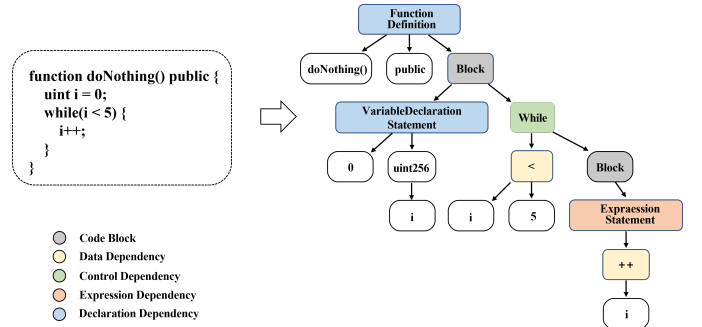 function doNothing() public {
uint i = 0;
while(i < 5) {
i++;
}
}
Code Block
Data Dependency
Control Dependency
Expression Dependency
Declaration Dependency
Function
Definition
doNothing()
public
Block
VariableDeclaration
Statement
While
0
uint256
<
Block
i
i
5
Expraession
Statement
++
i